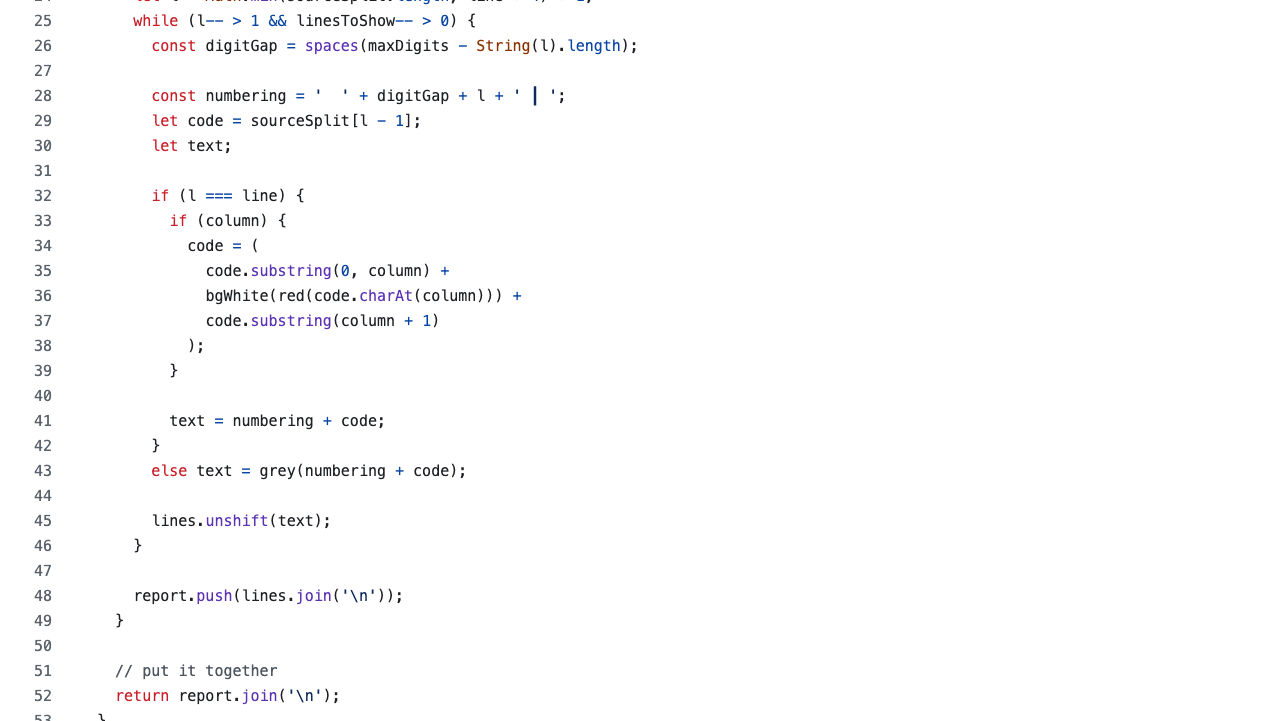 25 while (l-- > 1 && linesToShow-- > 0) {
26 const digitGap = spaces(maxDigits - String(l).length);
27
28 const numbering = '  ' + digitGap + l + ' | ';
29 let code = sourceSplit[l - 1];
30 let text;
31
32 if (l === line) {
33 if (column) {
34 code = (
35 code.substring(0, column) +
36 bgWhite(red(code.charAt(column))) +
37 code.substring(column + 1)
38 );
39 }
40
41 text = numbering + code;
42 }
43 else text = grey(numbering + code);
44
45 lines.unshift(text);
46 }
47
48 report.push(lines.join('\n'));
49 }
50
51 // put it together
52 return report.join('\n');
53 }